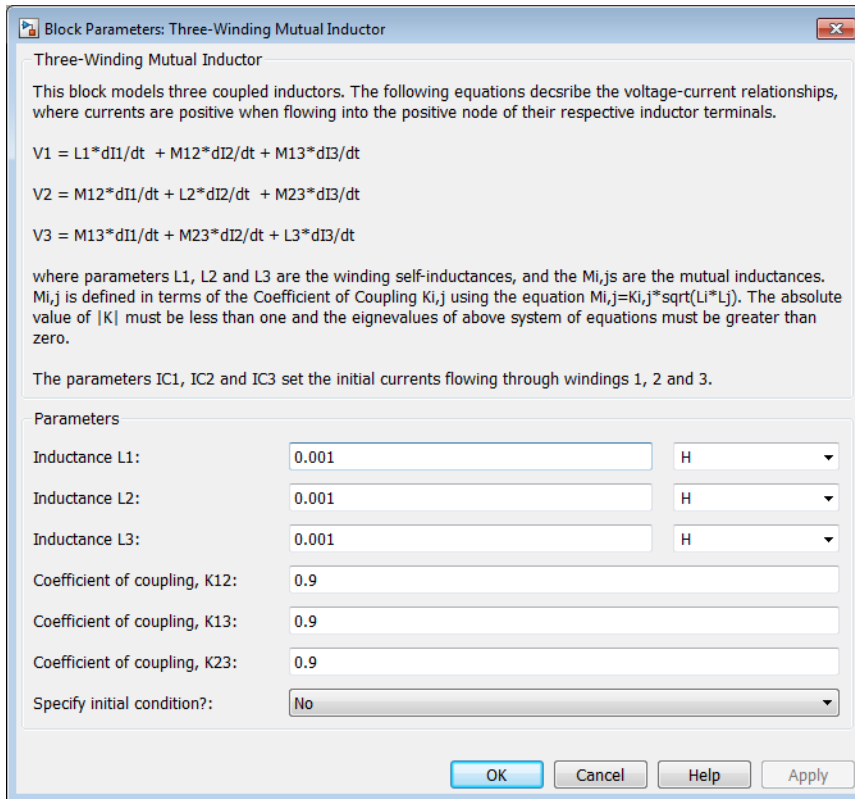 Block Parameters: Three-Winding Mutual Inductor
Three-Winding Mutual Inductor
This block models three coupled inductors. The following equations decsribe the voltage-current relationships,
where currents are positive when flowing into the positive node of their respective inductor terminals.
V1 = L1*dI1/dt  + M12*dI2/dt + M13*dI3/dt
V2 = M12*dI1/dt + L2*dI2/dt  + M23*dI3/dt
V3 = M13*dI1/dt + M23*dI2/dt + L3*dI3/dt
where parameters L1, L2 and L3 are the winding self-inductances, and the Mi,js are the mutual inductances.
Mi,j is defined in terms of the Coefficient of Coupling Ki,j using the equation Mi,j=Ki,j*sqrt(Li*Lj). The absolute
value of |K| must be less than one and the eignevalues of above system of equations must be greater than
zero.
The parameters IC1, IC2 and IC3 set the initial currents flowing through windings 1, 2 and 3.
Parameters
Inductance L1: 0.001 H
Inductance L2: 0.001 H
Inductance L3: 0.001 H
Coefficient of coupling, K12: 0.9
Coefficient of coupling, K13: 0.9
Coefficient of coupling, K23: 0.9
Specify initial condition?: No
OK Cancel Help Apply